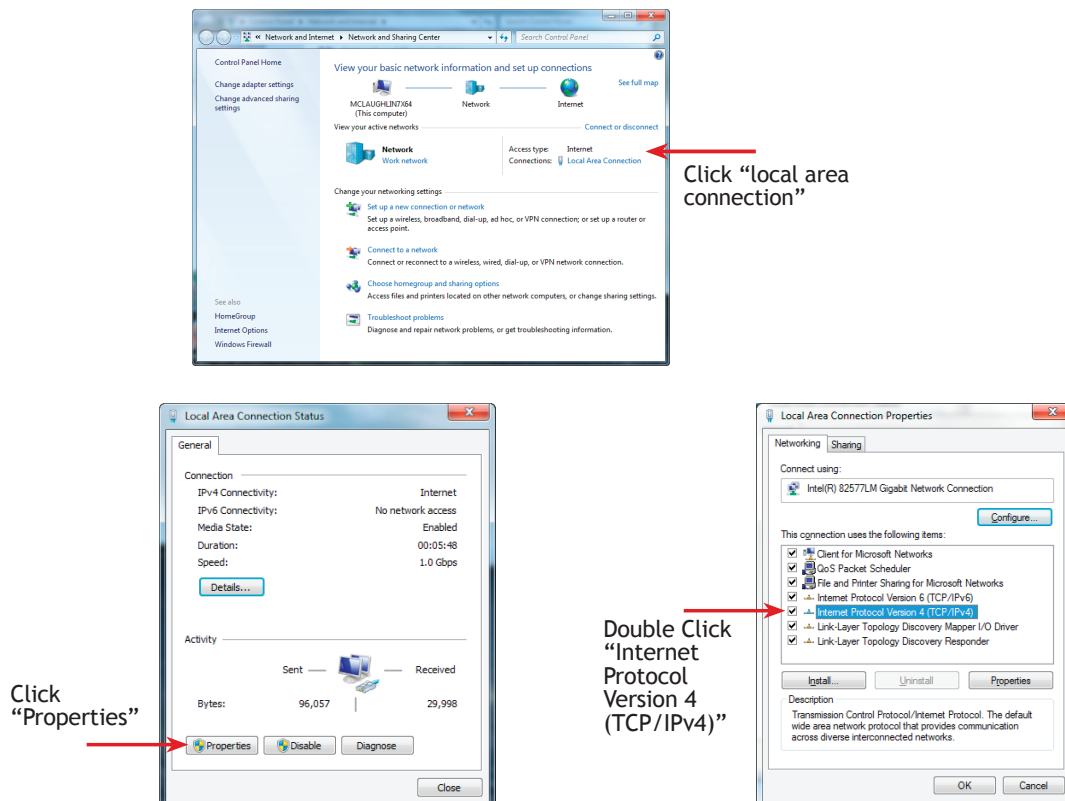 « Network and Internet ▸ Network and Sharing Center
Search Control Panel
Control Panel Home
Change adapter settings
Change advanced sharing
settings
See also
HomeGroup
Internet Options
Windows Firewall
View your basic network information and set up connections
See full map
MCLAUGHLIN7X64
(This computer)
Network
Internet
View your active networks
Connect or disconnect
Network
Work network
Access type: Internet
Connections: Local Area Connection
Change your networking settings
Set up a new connection or network
Set up a wireless, broadband, dial-up, ad hoc, or VPN connection; or set up a router or
access point.
Connect to a network
Connect or reconnect to a wireless, wired, dial-up, or VPN network connection.
Choose homegroup and sharing options
Access files and printers located on other network computers, or change sharing settings.
Troubleshoot problems
Diagnose and repair network problems, or get troubleshooting information.
Click “local area
connection”
Local Area Connection Status
General
Connection
IPv4 Connectivity: Internet
IPv6 Connectivity: No network access
Media State: Enabled
Duration: 00:05:48
Speed: 1.0 Gbps
Details...
Activity
Sent
Received
Bytes: 96,057 29,998
Properties
Disable
Diagnose
Close
Click
“Properties”
Local Area Connection Properties
Networking
Sharing
Connect using:
Intel(R) 82577LM Gigabit Network Connection
Configure...
This connection uses the following items:
Client for Microsoft Networks
QoS Packet Scheduler
File and Printer Sharing for Microsoft Networks
Internet Protocol Version 6 (TCP/IPv6)
Internet Protocol Version 4 (TCP/IPv4)
Link-Layer Topology Discovery Mapper I/O Driver
Link-Layer Topology Discovery Responder
Install...
Uninstall
Properties
Description
Transmission Control Protocol/Internet Protocol. The default
wide area network protocol that provides communication
across diverse interconnected networks.
OK
Cancel
Double Click
“Internet
Protocol
Version 4
(TCP/IPv4)”